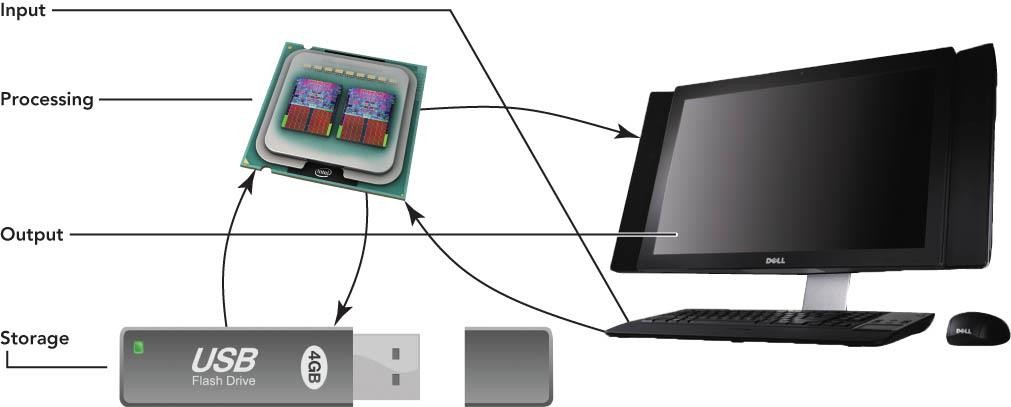 Input
Processing
intel
Output
DELL
Storage
USB
Flash Drive
4GB
DELL